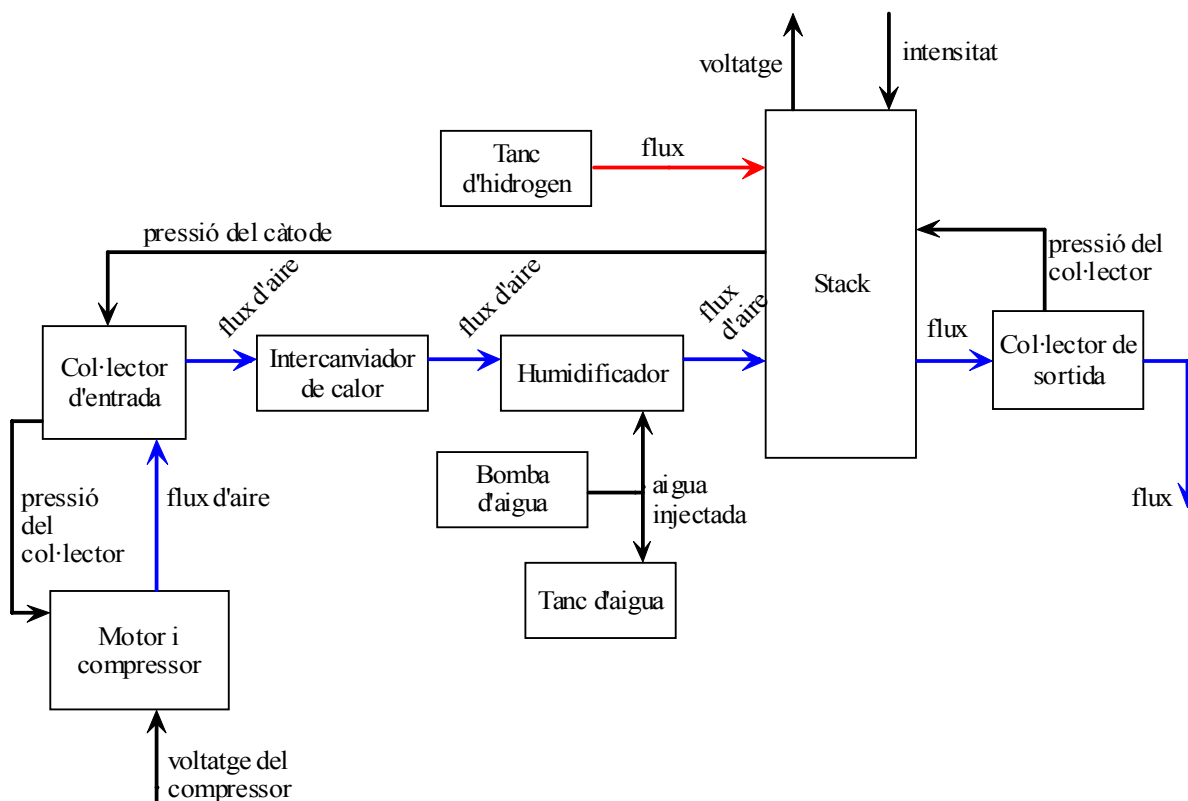 voltatge
intensitat
Tanc
d'hidrogen
flux
pressió del càtode
pressió del
col·lector
flux d'aire
flux d'aire
flux
d'aire
Stack
Col·lector
d'entrada
Intercanviador
de calor
Humidificador
flux
Col·lector de
sortida
pressió
del
col·lector
flux d'aire
Bomba
d'aigua
aigua
injectada
flux
Tanc d'aigua
Motor i
compressor
voltatge del
compressor